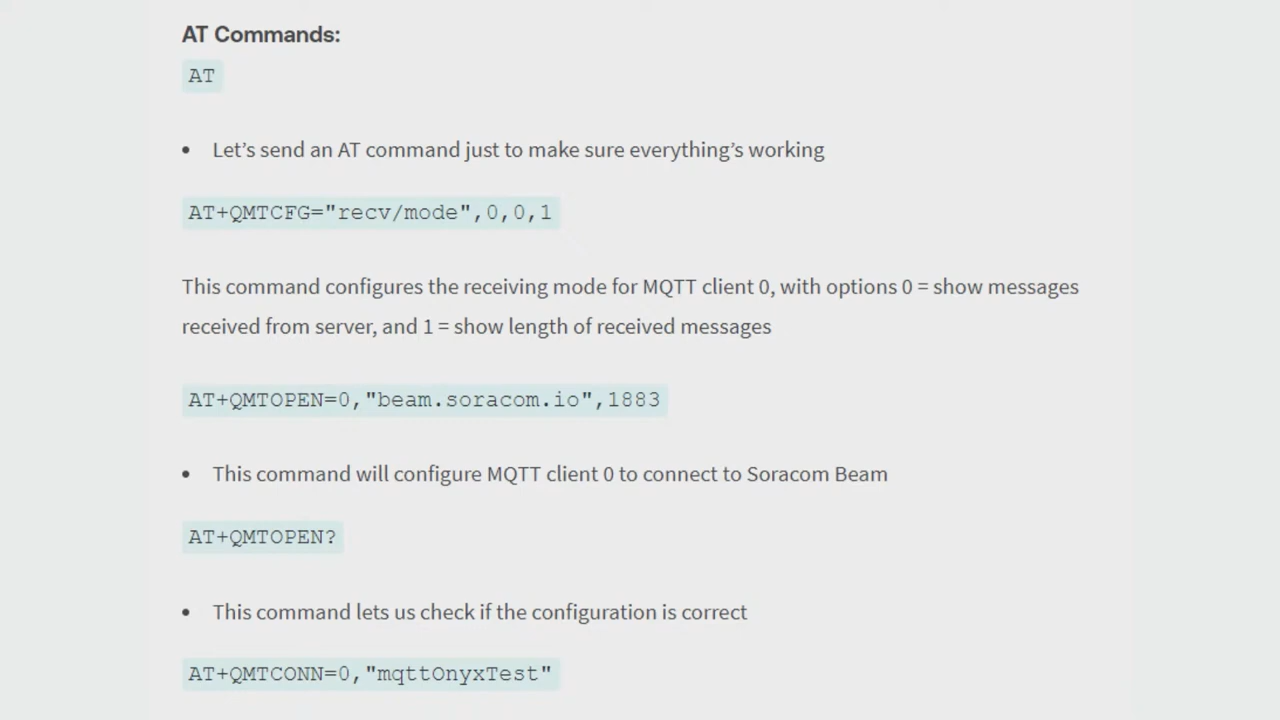 AT Commands:
AT
• Let’s send an AT command just to make sure everything’s working
AT+QMTCFG="recv/mode",0,0,1
This command configures the receiving mode for MQTT client 0, with options 0 = show messages
received from server, and 1 = show length of received messages
AT+QMTOPEN=0,"beam.soracom.io",1883
• This command will configure MQTT client 0 to connect to Soracom Beam
AT+QMTOPEN?
• This command lets us check if the configuration is correct
AT+QMTCONN=0,"mqttOnyxTest"